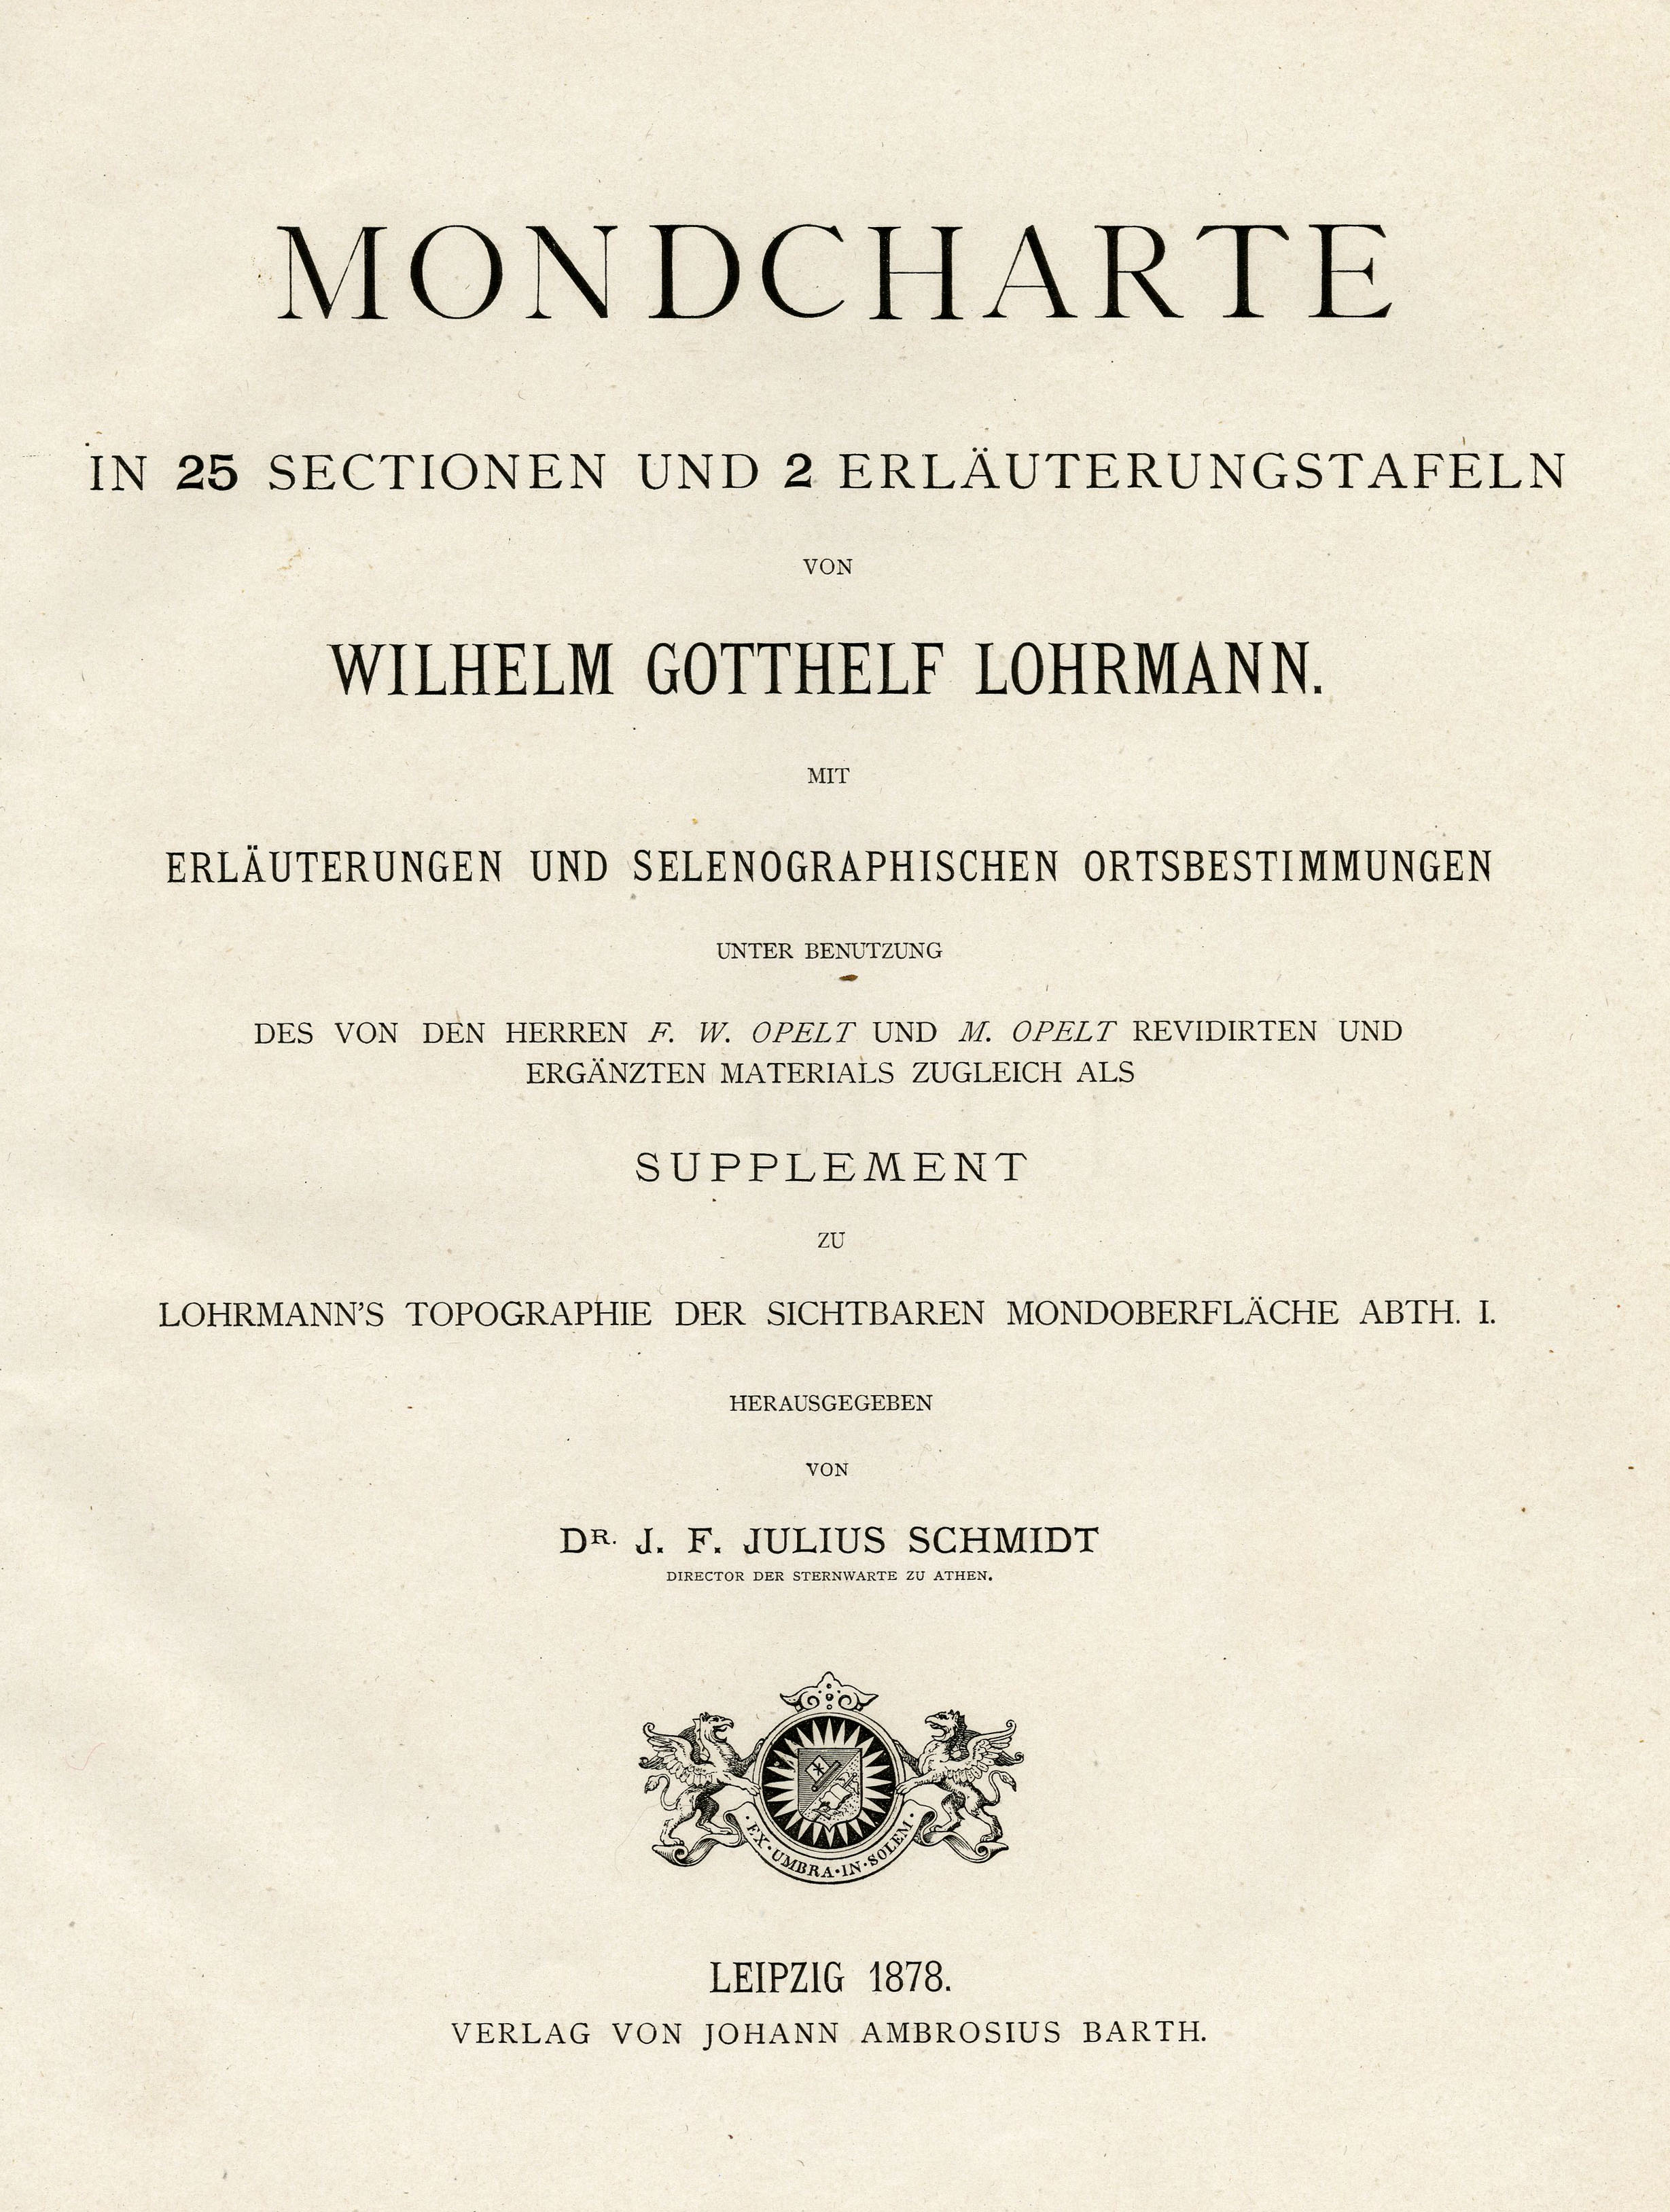 MONDCHARTE
IN 25 SECTIONEN UND 2 ERLÄUTERUNGSTAFELN
VON
WILHELM GOTTHELF LOHRMANN.
MIT
ERLÄUTERUNGEN UND SELENOGRAPHISCHEN ORTSBESTIMMUNGEN
UNTER BENUTZUNG
DES VON DEN HERREN F. W. OPELT UND M. OPELT REVIDIRTEN UND
ERGÄNZTEN MATERIALS ZUGLEICH ALS
SUPPLEMENT
ZU
LOHRMANN'S TOPOGRAPHIE DER SICHTBAREN MONDOBERFLÄCHE ABTH. I.
HERAUSGEGEBEN
VON
DR. J. F. JULIUS SCHMIDT
DIRECTOR DER STERNWARTE ZU ATHEN.
·EX·UMBRA·IN·SOLEM·
LEIPZIG 1878.
VERLAG VON JOHANN AMBROSIUS BARTH.